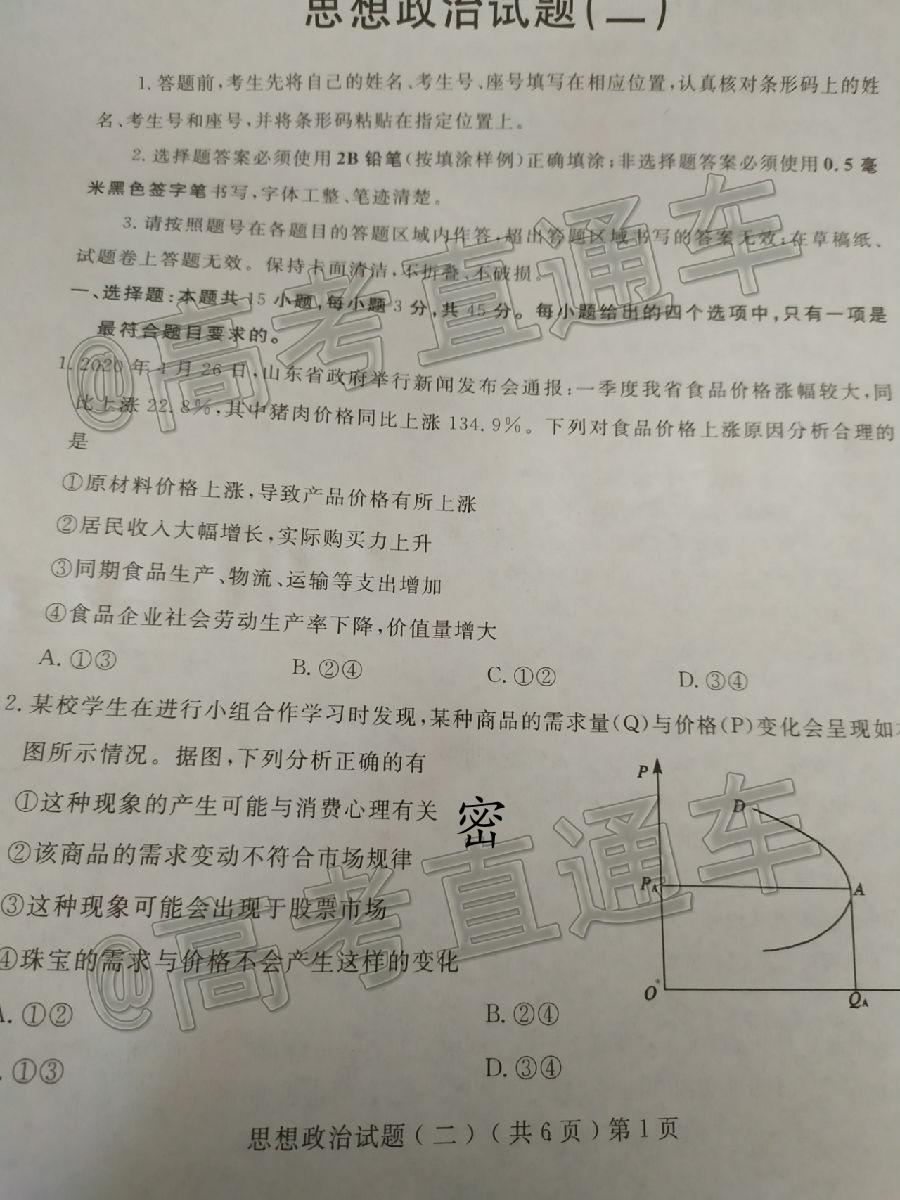 思想政治试题(二)
1.答题前,考生先将自己的姓名、考生号、座号填写在相应位置,认真核对条形码上的姓
名、考生号和座号,并将条形码粘贴在指定位置上。
2.选择题答案必须使用2B铅笔(按填涂样例)正确填涂;非选择题答案必须使用0.5毫
米黑色签字笔书写,字体工整、笔迹清楚。
3.请按照题号在各题目的答题区域内作答,超出答题区域书写的答案无效;在草稿纸、
试题卷上答题无效。保持卡面清洁,不折叠、不破损。
一、选择题:本题共15小题,每小题3分,共45分。每小题给出的四个选项中,只有一项是
最符合题目要求的。
1.2020年4月26日,山东省政府举行新闻发布会通报:一季度我省食品价格涨幅较大,同
比上涨22.8%,其中猪肉价格同比上涨134.9%。下列对食品价格上涨原因分析合理的
是
①原材料价格上涨,导致产品价格有所上涨
②居民收入大幅增长,实际购买力上升
③同期食品生产、物流、运输等支出增加
④食品企业社会劳动生产率下降,价值量增大
A.①③ B.②④ C.①② D.③④
2.某校学生在进行小组合作学习时发现,某种商品的需求量(Q)与价格(P)变化会呈现如
图所示情况。据图,下列分析正确的有
①这种现象的产生可能与消费心理有关
②该商品的需求变动不符合市场规律
③这种现象可能会出现于股票市场
④珠宝的需求与价格不会产生这样的变化
A.①② B.②④
①③ D.③④
密
P
D
PA
A
O
QA
思想政治试题(二)(共6页)第1页
@高考直通车
@高考直通车